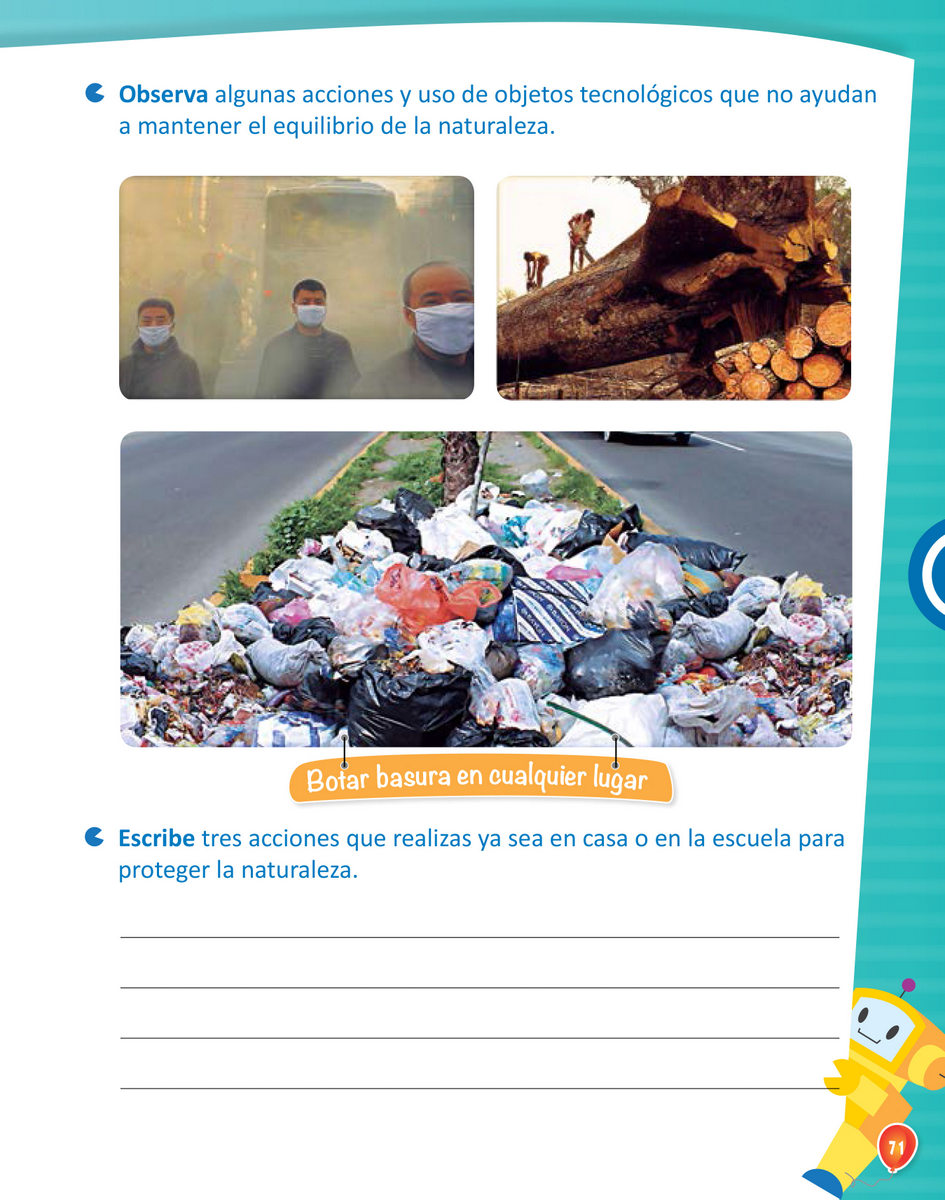 Observa algunas acciones y uso de objetos tecnológicos que no ayudan
a mantener el equilibrio de la naturaleza.
Botar basura en cualquier lugar
Escribe tres acciones que realizas ya sea en casa o en la escuela para
proteger la naturaleza.
71